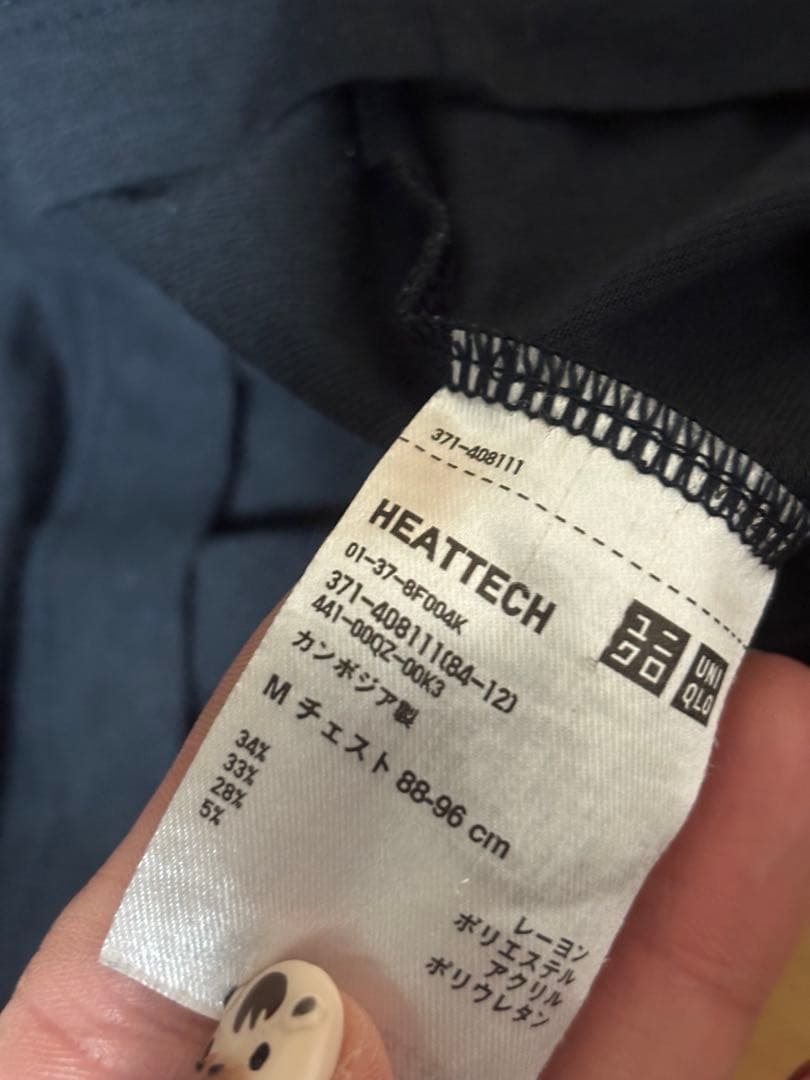 371-408111
HEATTECH
01-37-8F004K
371-408111(84-12)
441-00QZ-00K3
カンボジア製
M チェスト 88-96 cm
ユニ
クロ
UNI
QLO
34% レーヨン
33% ポリエステル
28% アクリル
5% ポリウレタン